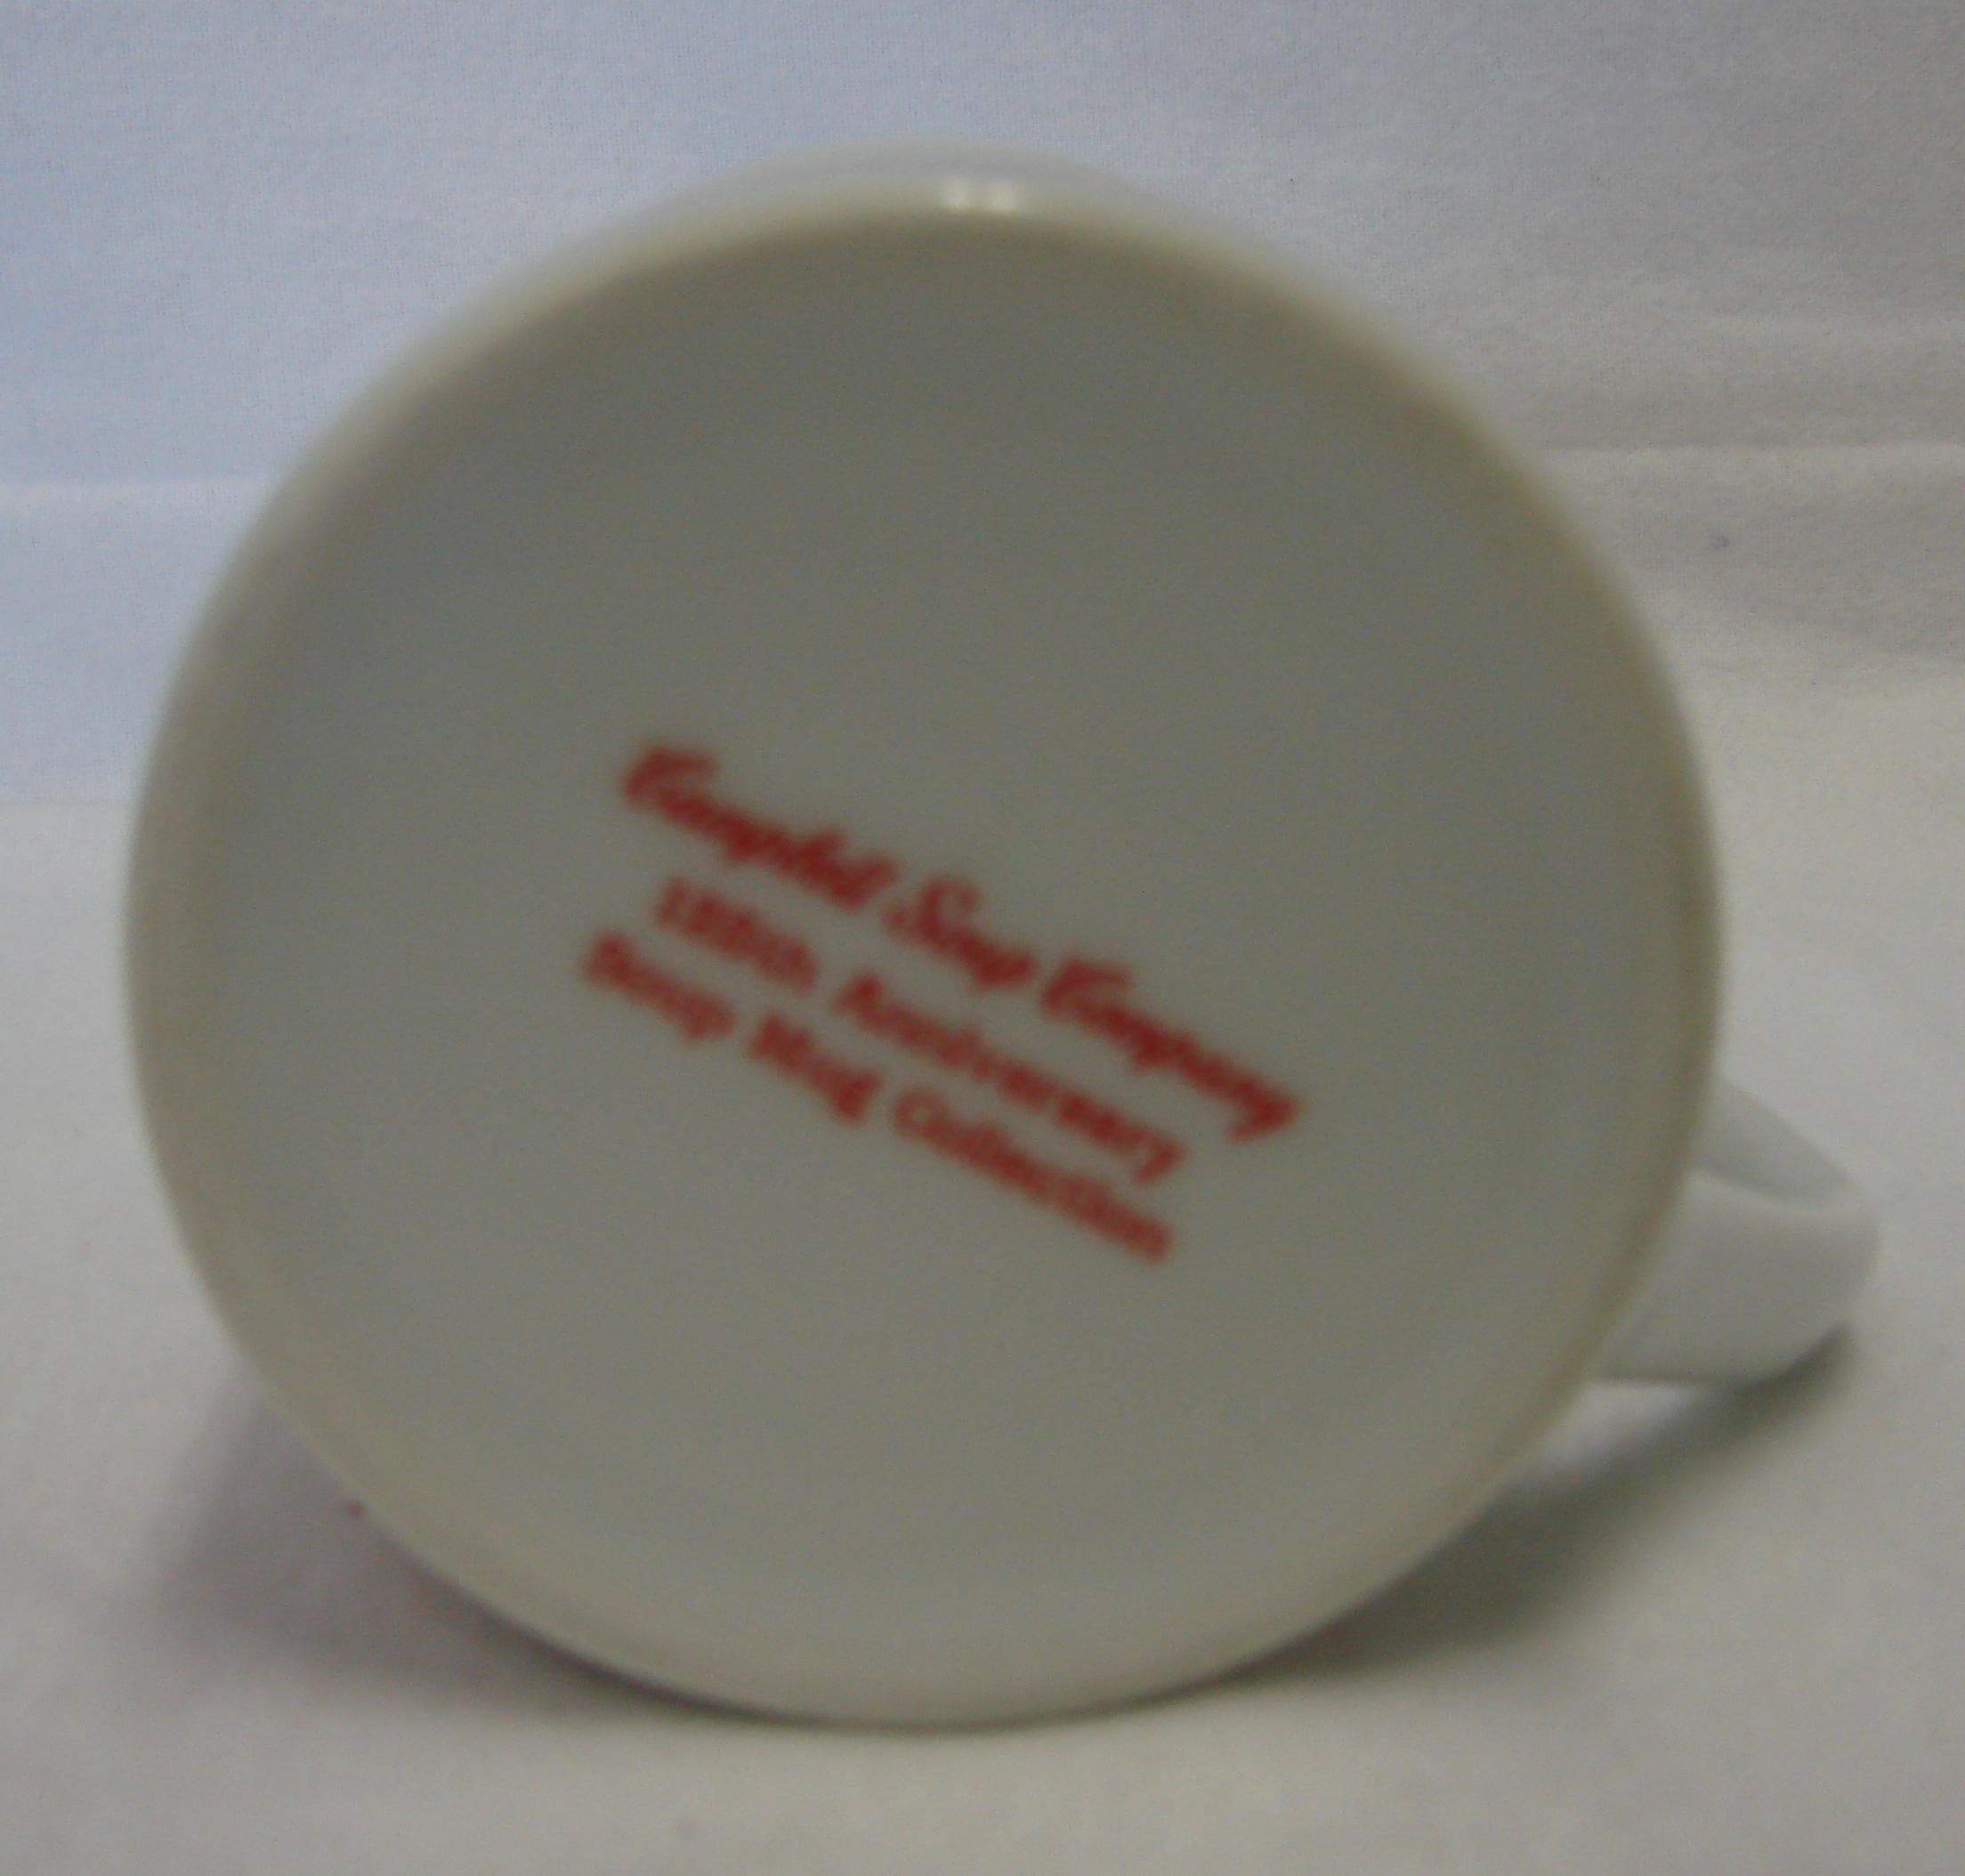 Campbell Soup Company
125th Anniversary
Soup Mug Collection